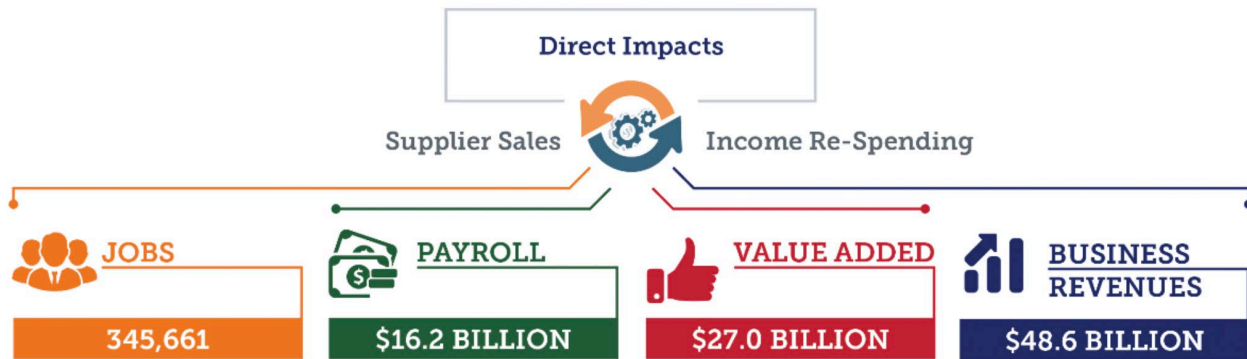 Direct Impacts
Supplier Sales
Income Re-Spending
JOBS
345,661
PAYROLL
$16.2 BILLION
VALUE ADDED
$27.0 BILLION
BUSINESS
REVENUES
$48.6 BILLION